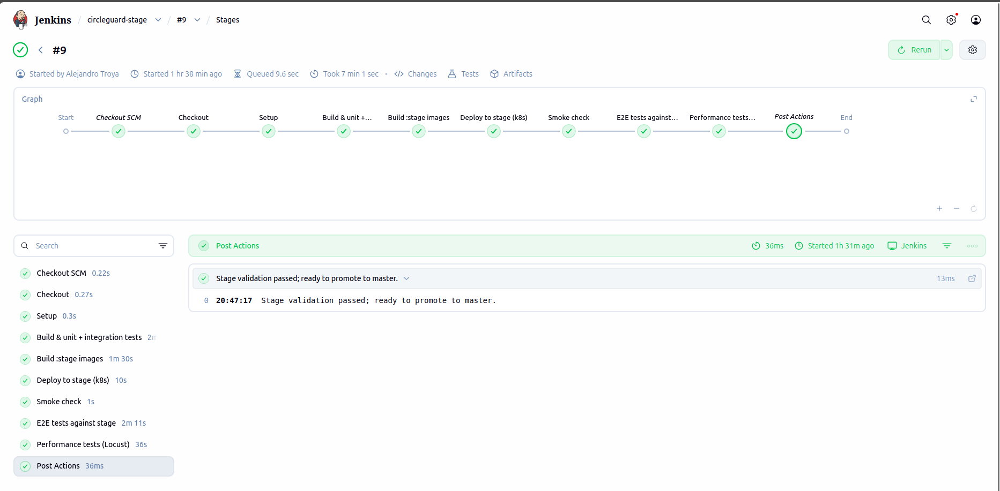 Jenkins / circleguard-stage / #9 / Stages
#9
Rerun
Started by Alejandro Troya Started 1 hr 38 min ago Queued 9.6 sec Took 7 min 1 sec • Changes Tests Artifacts
Graph
Start Checkout SCM Checkout Setup Build & unit +... Build :stage images Deploy to stage (k8s) Smoke check E2E tests against... Performance tests... Post Actions End
Search
Checkout SCM 0.22s
Checkout 0.27s
Setup 0.3s
Build & unit + integration tests 2m
Build :stage images 1m 30s
Deploy to stage (k8s) 10s
Smoke check 1s
E2E tests against stage 2m 11s
Performance tests (Locust) 36s
Post Actions 36ms
Post Actions 36ms Started 1h 31m ago Jenkins
Stage validation passed; ready to promote to master. 13ms
0 20:47:17 Stage validation passed; ready to promote to master.